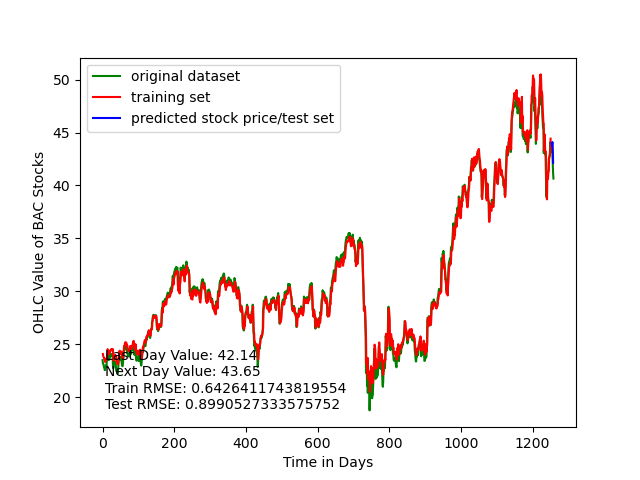 original dataset
training set
predicted stock price/test set
50
45
40
35
30
25
20
OHLC Value of BAC Stocks
Last Day Value: 42.14
Next Day Value: 43.65
Train RMSE: 0.6426411743819554
Test RMSE: 0.8990527333575752
0 200 400 600 800 1000 1200
Time in Days